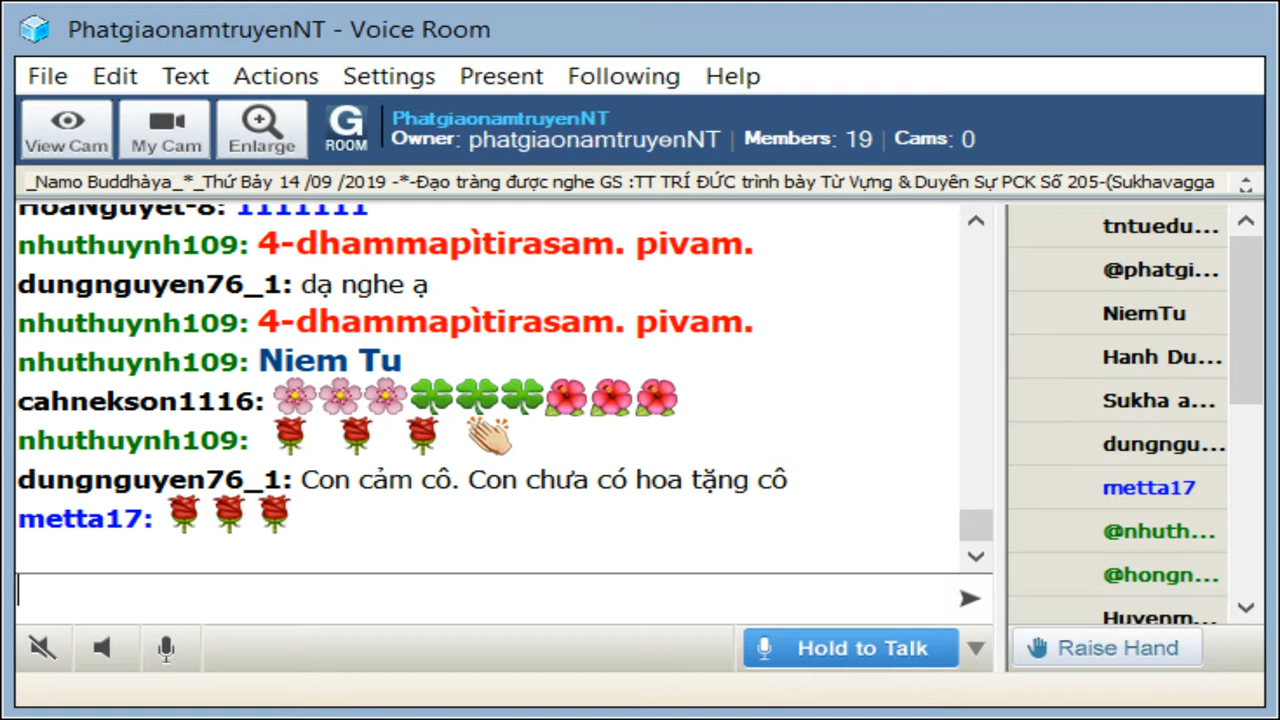 PhatgiaonamtruyenNT - Voice Room
File Edit Text Actions Settings Present Following Help
View Cam My Cam Enlarge G ROOM
PhatgiaonamtruyenNT
Owner: phatgiaonamtruyenNT | Members: 19 | Cams: 0
_Namo Buddhàya_*_Thứ Bảy 14 /09 /2019 -*-Đạo tràng được nghe GS :TT TRÍ ĐỨC trình bày Từ Vựng & Duyên Sự PCK Số 205-(Sukhavagga
HoaNguyet-8: 1111111
nhuthuynh109: 4-dhammapìtirasam. pivam.
dungnguyen76_1: dạ nghe ạ
nhuthuynh109: 4-dhammapìtirasam. pivam.
nhuthuynh109: Niem Tu
cahnekson1116:
nhuthuynh109:
dungnguyen76_1: Con cảm cô. Con chưa có hoa tặng cô
metta17:
tntuedu...
@phatgi...
NiemTu
Hanh Du...
Sukha a...
dungngu...
metta17
@nhuth...
@hongn...
Huyenm...
Hold to Talk
Raise Hand